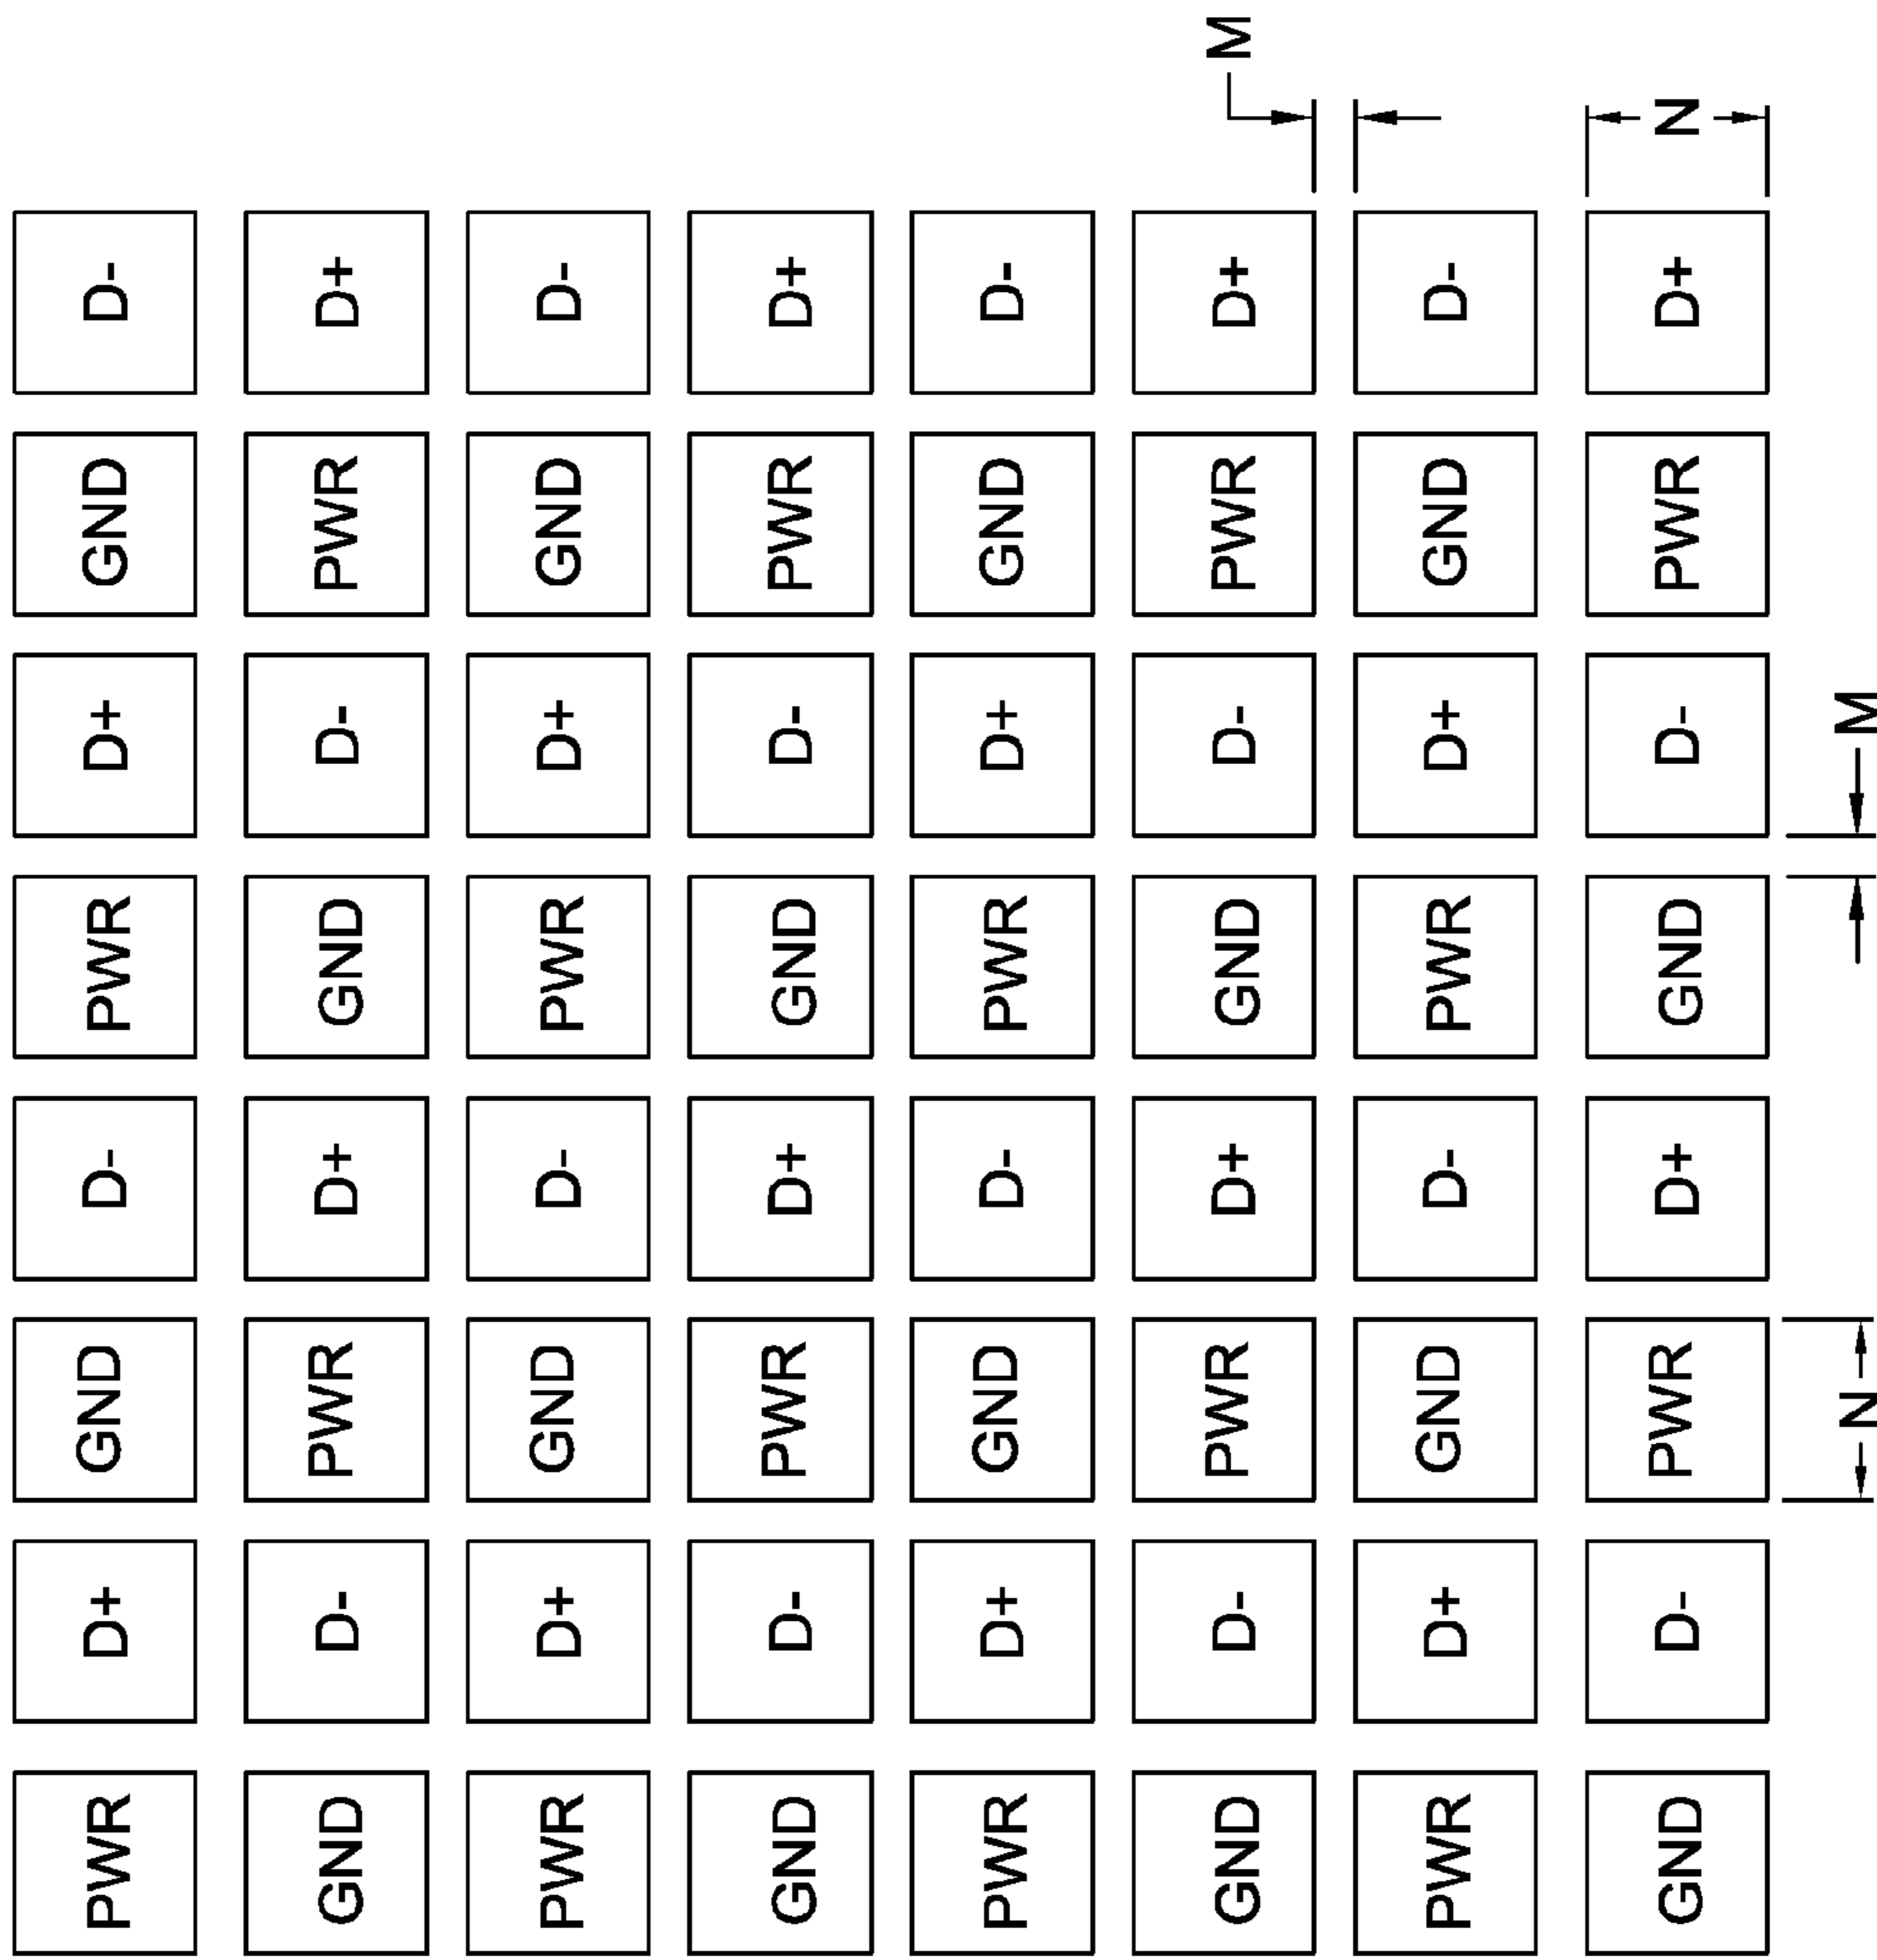 PWR D+ GND D- PWR D+ GND D-
GND D- PWR D+ GND D- PWR D+
PWR D+ GND D- PWR D+ GND D-
GND D- PWR D+ GND D- PWR D+
PWR D+ GND D- PWR D+ GND D-
GND D- PWR D+ GND D- PWR D+ M
PWR D+ GND D- PWR D+ GND D-
GND D- PWR D+ GND D- PWR D+ N
N M